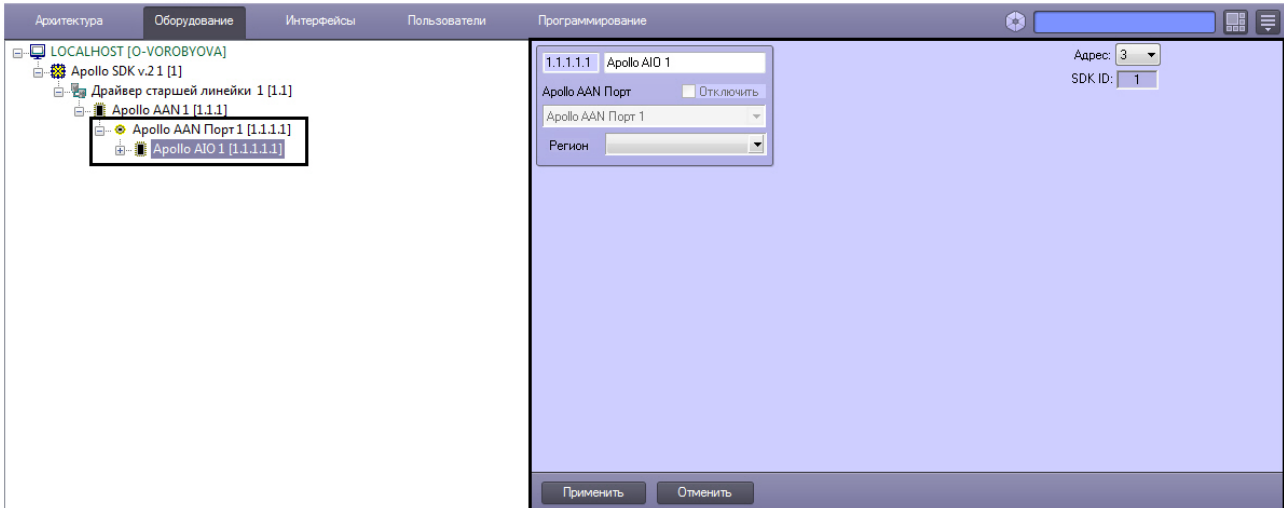 Архитектура Оборудование Интерфейсы Пользователи Программирование
LOCALHOST [O-VOROBYOVA]
Apollo SDK v.2 1 [1]
Драйвер старшей линейки 1 [1.1]
Apollo AAN 1 [1.1.1]
Apollo AAN Порт 1 [1.1.1.1]
Apollo AIO 1 [1.1.1.1.1]
1.1.1.1.1 Apollo AIO 1
Apollo AAN Порт Отключить
Apollo AAN Порт 1
Регион
Адрес: 3
SDK ID: 1
Применить Отменить